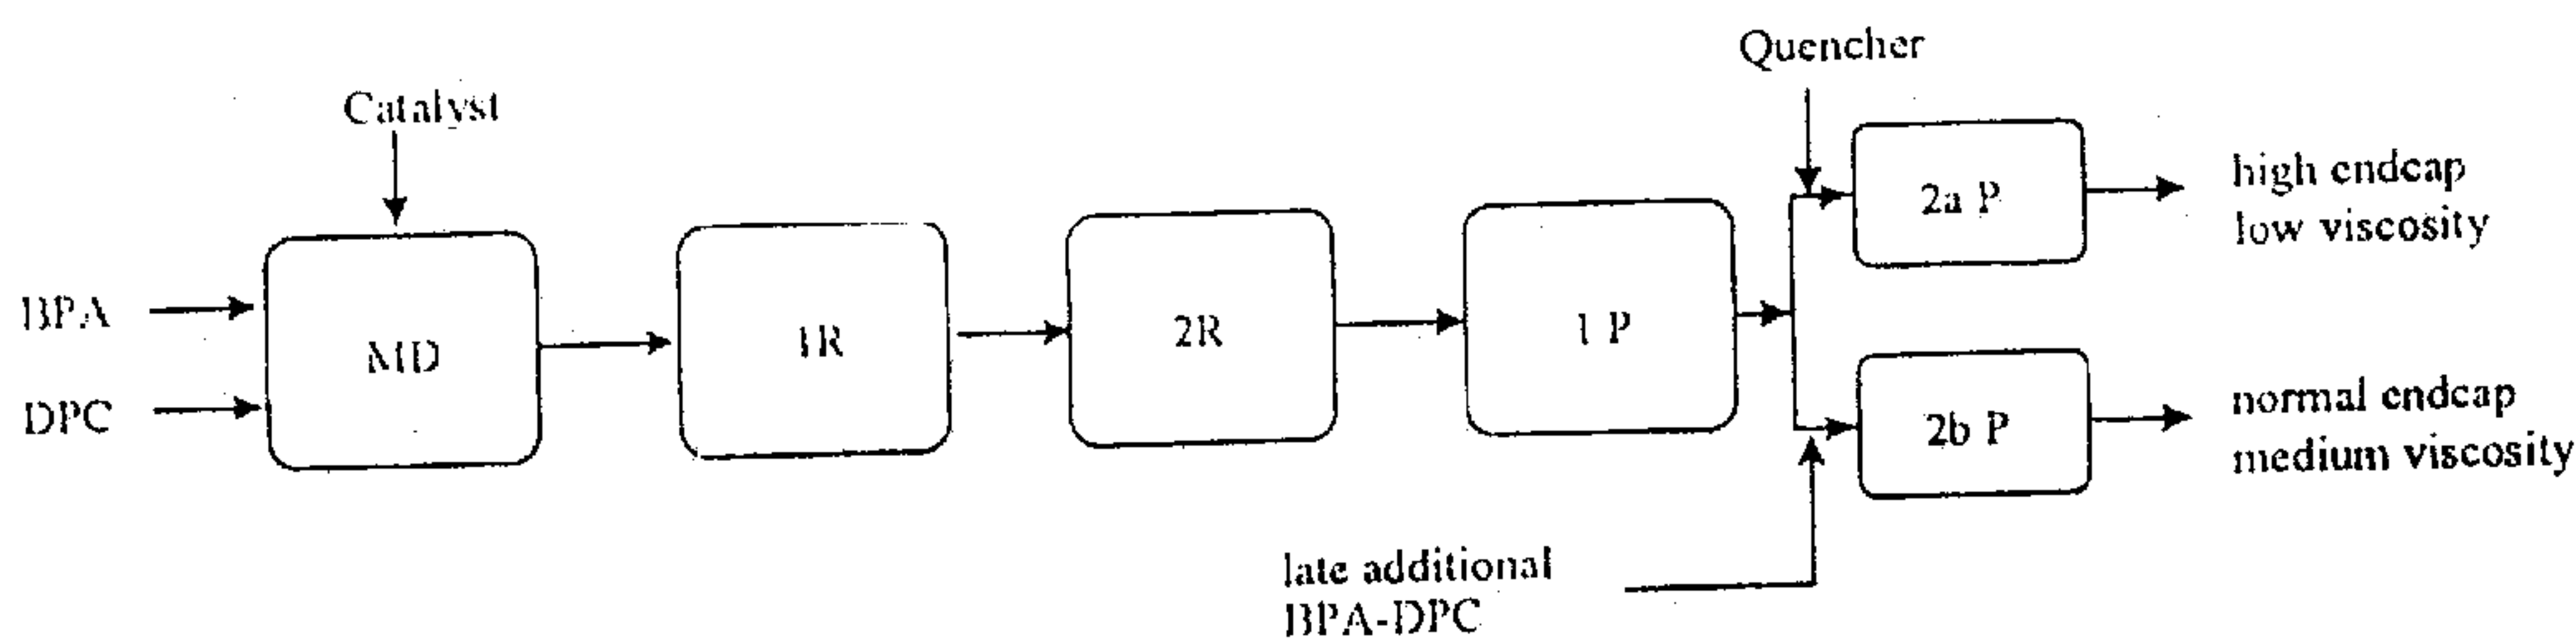 Quencher
Catalyst
BPA
DPC
MD
1R
2R
1 P
2a P
high endcap
low viscosity
2b P
normal endcap
medium viscosity
late additional
BPA-DPC